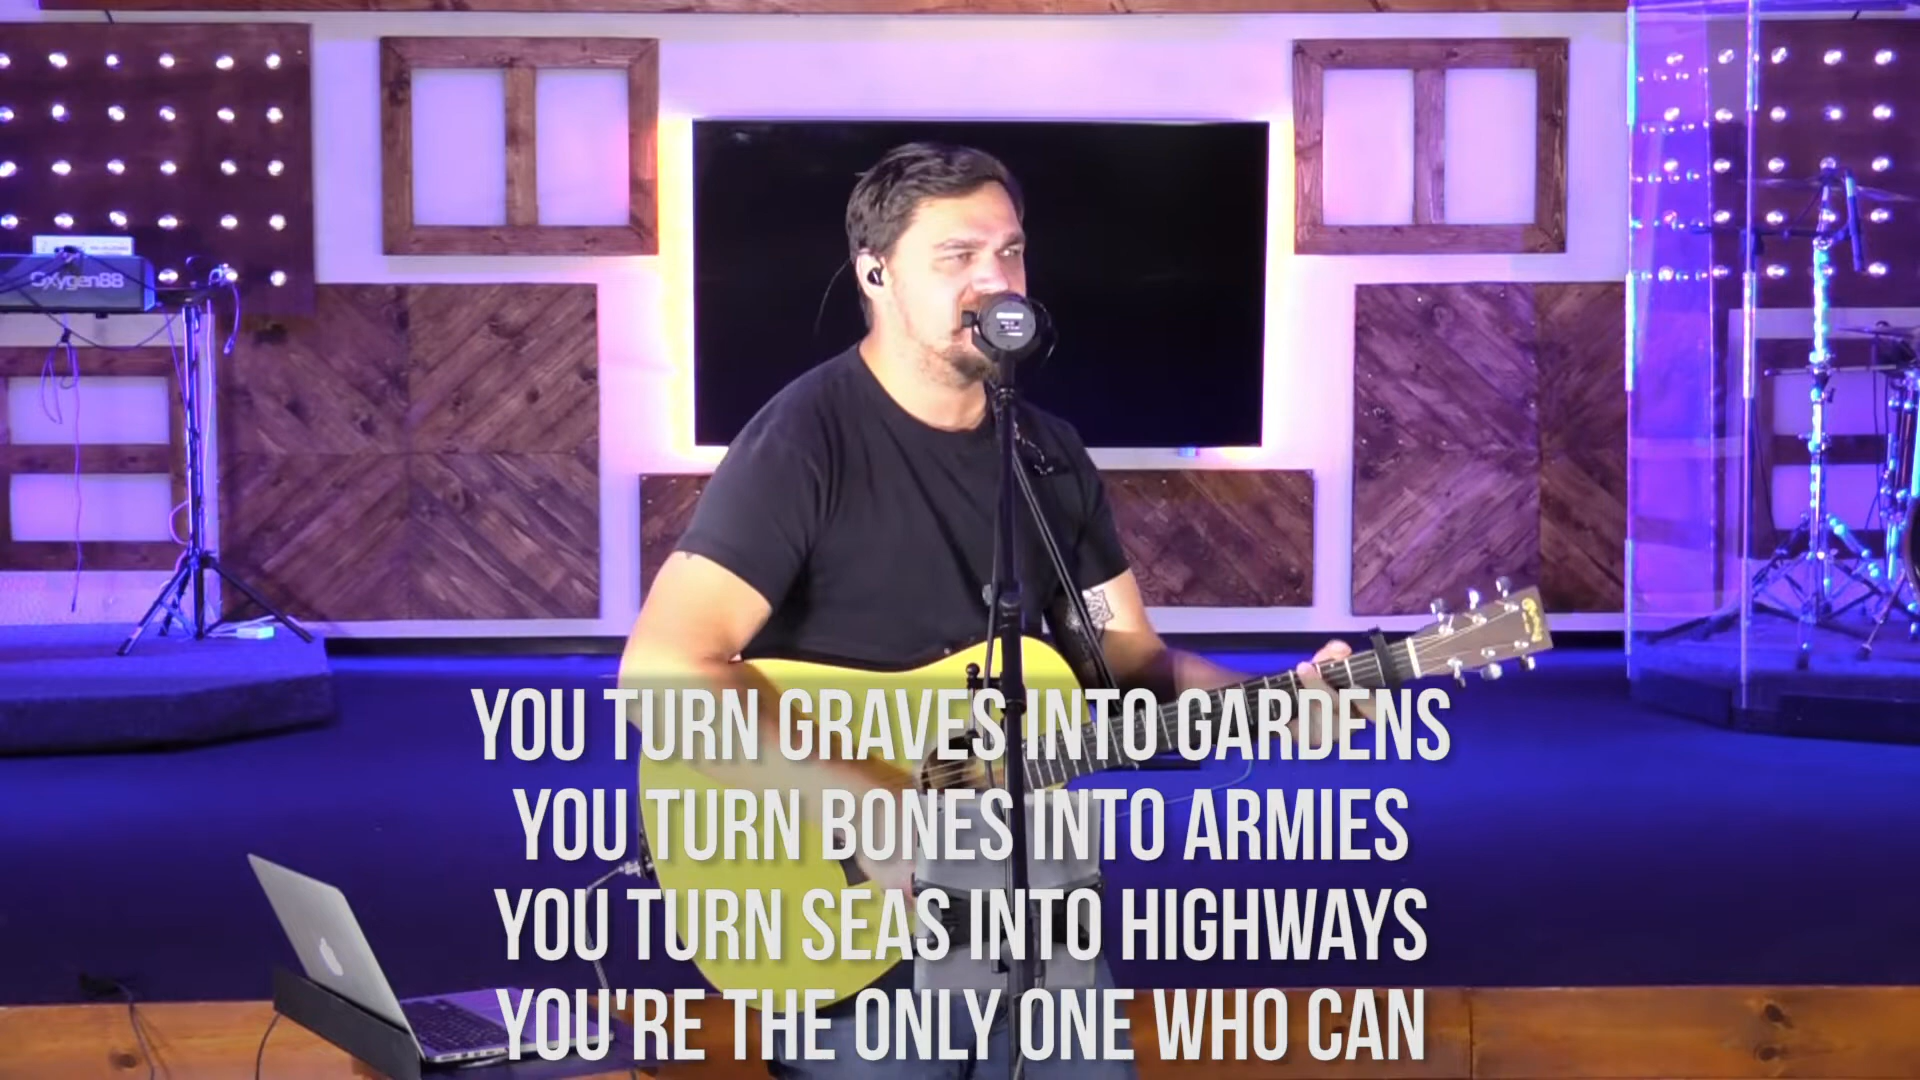 Oxygen88
YOU TURN GRAVES INTO GARDENS
YOU TURN BONES INTO ARMIES
YOU TURN SEAS INTO HIGHWAYS
YOU'RE THE ONLY ONE WHO CAN